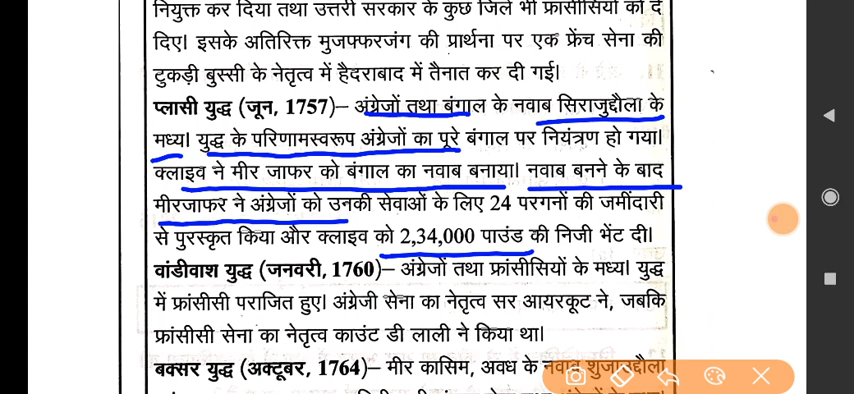 नियुक्त कर दिया तथा उत्तरी सरकार के कुछ जिले भी फ्रांसीसियों को दे
दिए। इसके अतिरिक्त मुजफ्फरजंग की प्रार्थना पर एक फ्रेंच सेना की
टुकड़ी बुस्सी के नेतृत्व में हैदराबाद में तैनात कर दी गई।
प्लासी युद्ध (जून, 1757)– अंग्रेजों तथा बंगाल के नवाब सिराजुद्दौला के
मध्य। युद्ध के परिणामस्वरूप अंग्रेजों का पूरे बंगाल पर नियंत्रण हो गया।
क्लाइव ने मीर जाफर को बंगाल का नवाब बनाया। नवाब बनने के बाद
मीरजाफर ने अंग्रेजों को उनकी सेवाओं के लिए 24 परगनों की जमींदारी
से पुरस्कृत किया और क्लाइव को 2,34,000 पाउंड की निजी भेंट दी।
वांडीवाश युद्ध (जनवरी, 1760)– अंग्रेजों तथा फ्रांसीसियों के मध्य। युद्ध
में फ्रांसीसी पराजित हुए। अंग्रेजी सेना का नेतृत्व सर आयरकूट ने, जबकि
फ्रांसीसी सेना का नेतृत्व काउंट डी लाली ने किया था।
बक्सर युद्ध (अक्टूबर, 1764)– मीर कासिम, अवध के नवाब शुजाउद्दौला